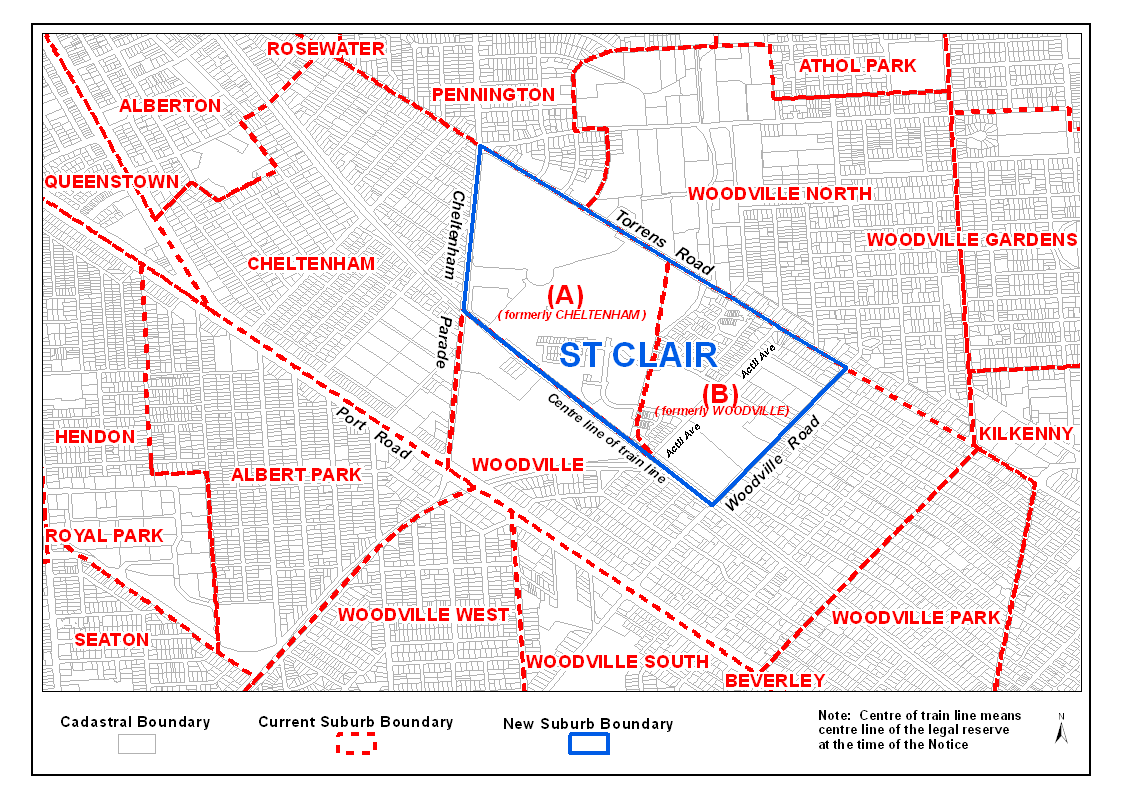 ROSEWATER
PENNINGTON
ATHOL PARK
ALBERTON
QUEENSTOWN
WOODVILLE NORTH
WOODVILLE GARDENS
CHELTENHAM
Cheltenham
Parade
Torrens Road
(A)
( formerly CHELTENHAM )
ST CLAIR
Actil Ave
(B)
( formerly WOODVILLE)
Actil Ave
Centre line of train line
Woodville Road
Port Road
HENDON
ALBERT PARK
WOODVILLE
KILKENNY
ROYAL PARK
SEATON
WOODVILLE WEST
WOODVILLE SOUTH
BEVERLEY
WOODVILLE PARK
Cadastral Boundary
Current Suburb Boundary
New Suburb Boundary
Note: Centre of train line means
centre line of the legal reserve
at the time of the Notice
N